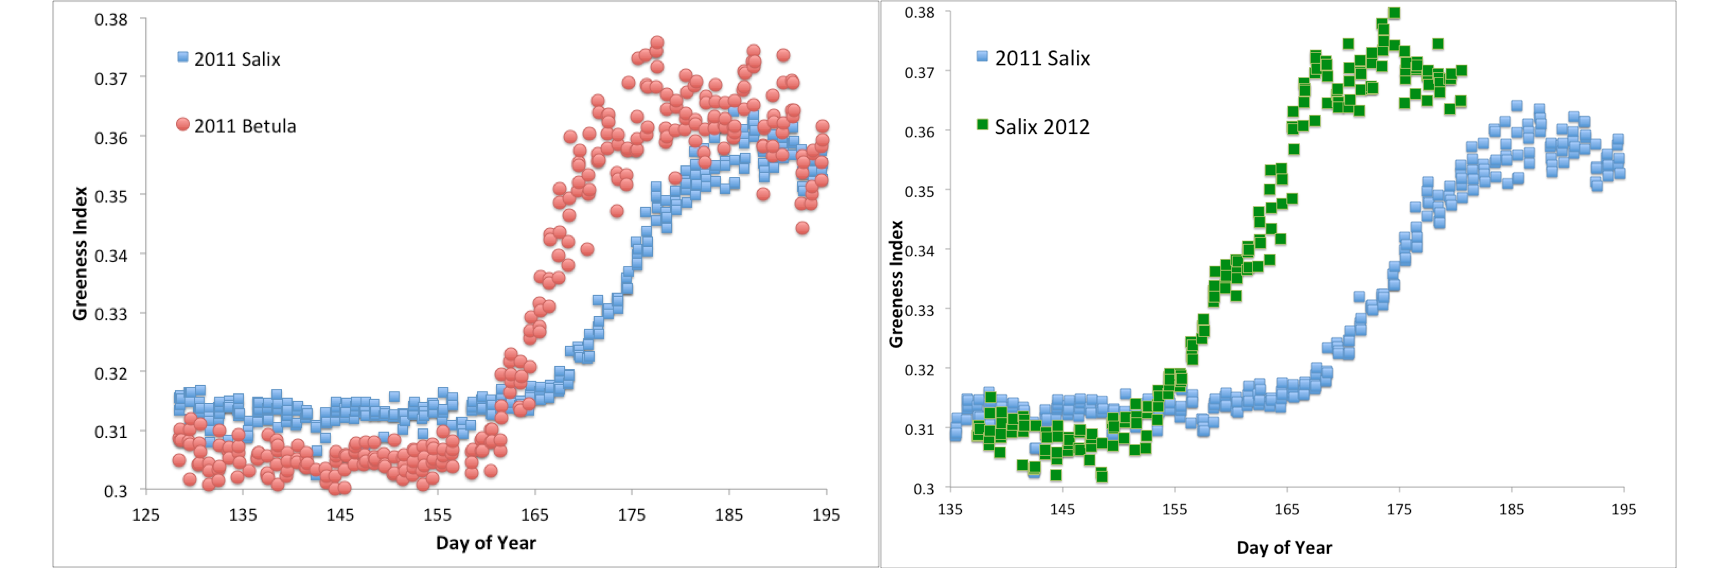 0.38
0.37
0.36
0.35
0.34
0.33
0.32
0.31
0.3
Greeness Index
2011 Salix
2011 Betula
125 135 145 155 165 175 185 195
Day of Year
0.38
0.37
0.36
0.35
0.34
0.33
0.32
0.31
0.3
Greeness Index
2011 Salix
Salix 2012
135 145 155 165 175 185 195
Day of Year